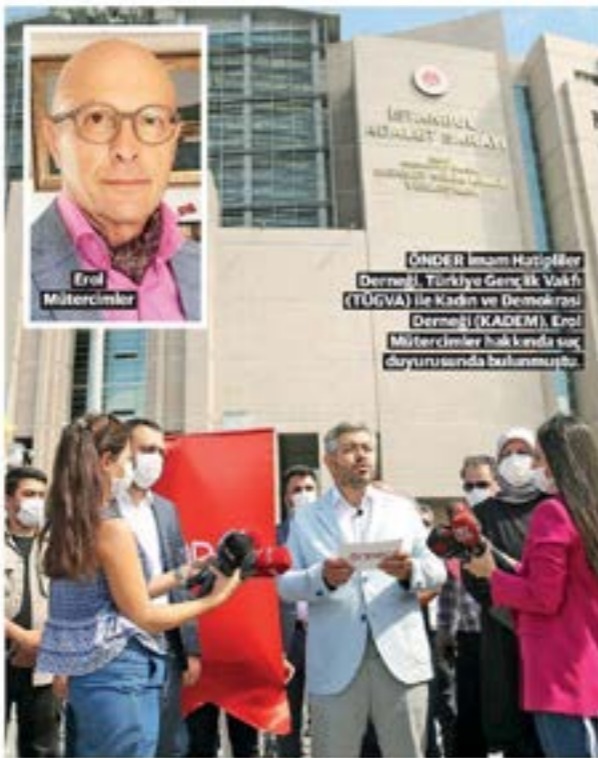 İSTANBUL
ADALET SARAYI
Erol
Mütercimler
ÖNDER İmam Hatipliler
Derneği, Türkiye Gençlik Vakfı
(TÜGVA) ile Kadın ve Demokrasi
Derneği (KADEM), Erol
Mütercimler hakkında suç
duyurusunda bulunmuştu.